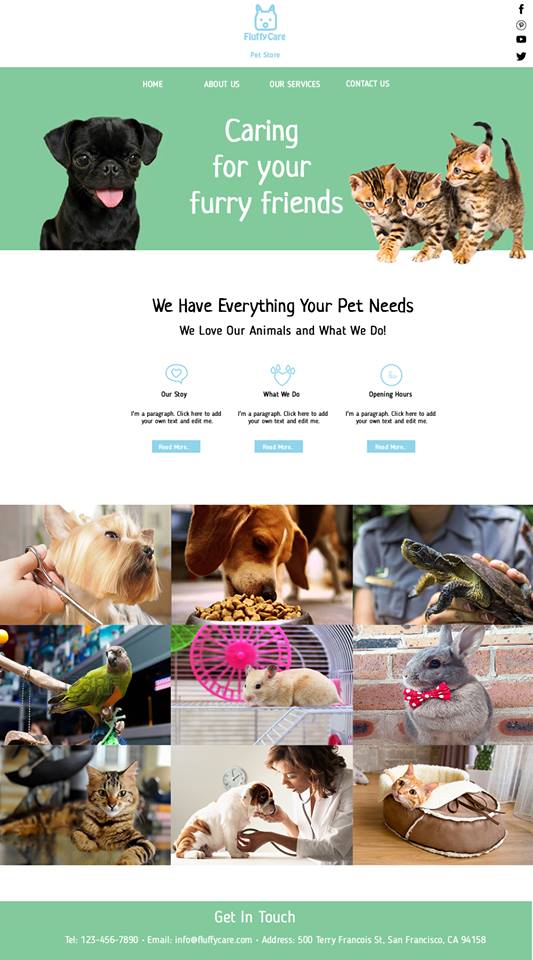 FluffyCare
Pet Store
HOME ABOUT US OUR SERVICES CONTACT US
Caring
for your
furry friends
We Have Everything Your Pet Needs
We Love Our Animals and What We Do!
Our Stoy
I'm a paragraph. Click here to add
your own text and edit me.
Read More.
What We Do
I'm a paragraph. Click here to add
your own text and edit me.
Read More.
Opening Hours
I'm a paragraph. Click here to add
your own text and edit me.
Read More.
Get In Touch
Tel: 123-456-7890 - Email: info@fluffycare.com - Address: 500 Terry Francois St, San Francisco, CA 94158